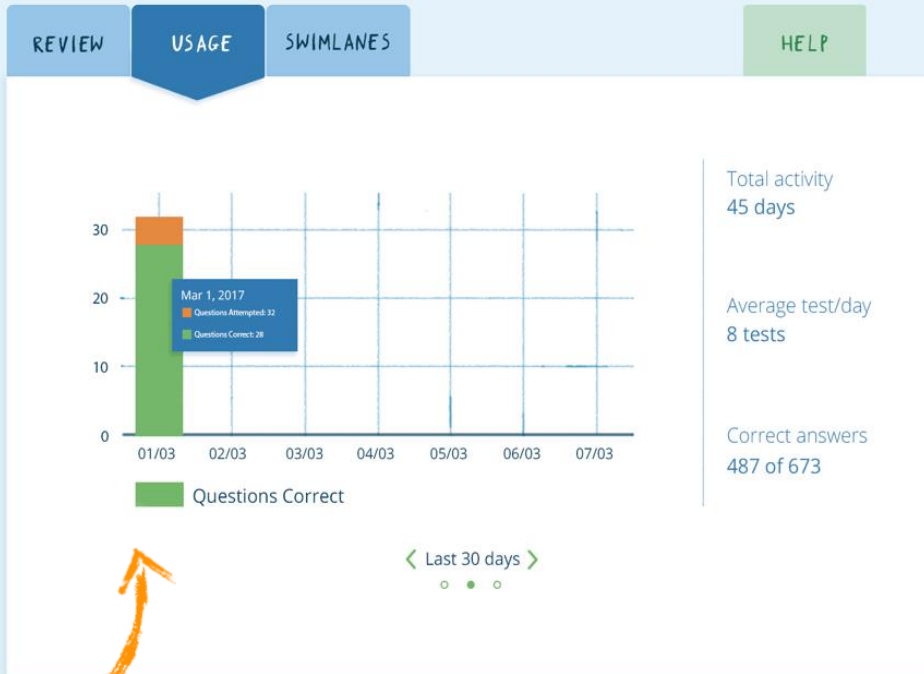 REVIEW
USAGE
SWIMLANES
HELP
30
20
10
0
Mar 1, 2017
Questions Attempted: 32
Questions Correct: 28
01/03 02/03 03/03 04/03 05/03 06/03 07/03
Questions Correct
Last 30 days
Total activity
45 days
Average test/day
8 tests
Correct answers
487 of 673